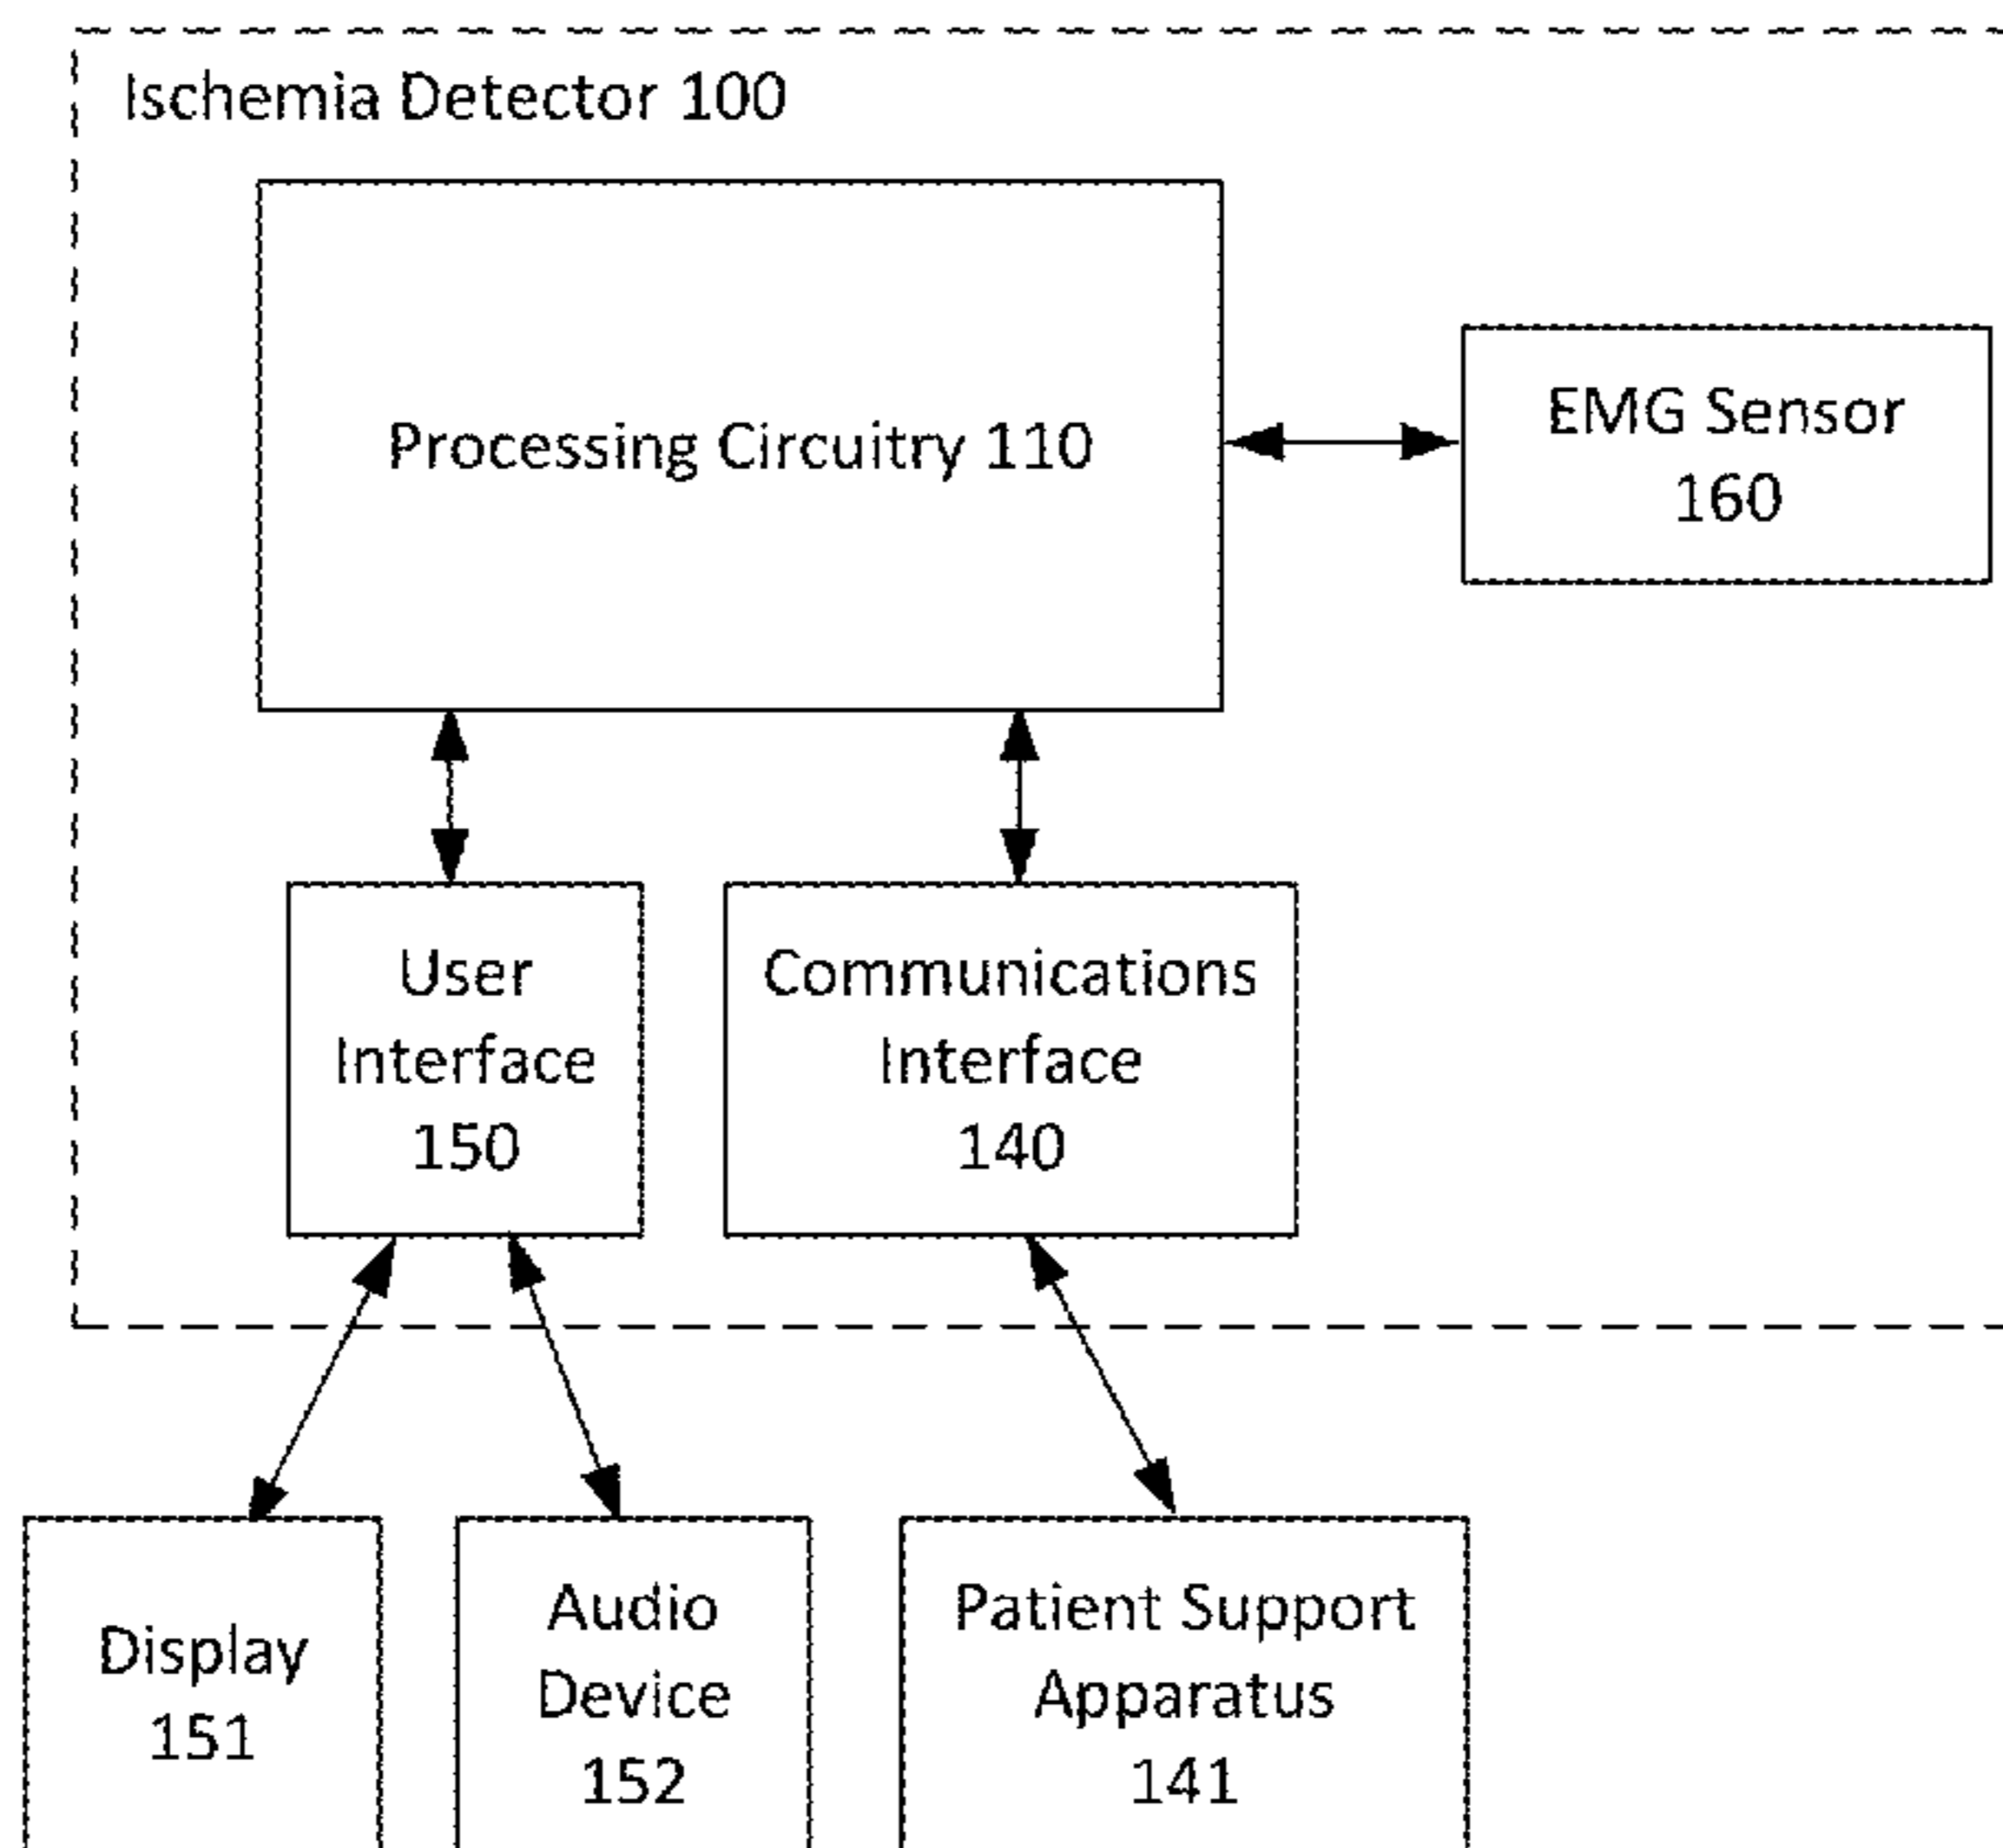 Ischemia Detector 100
Processing Circuitry 110
EMG Sensor
160
User
Interface
150
Communications
Interface
140
Display
151
Audio
Device
152
Patient Support
Apparatus
141